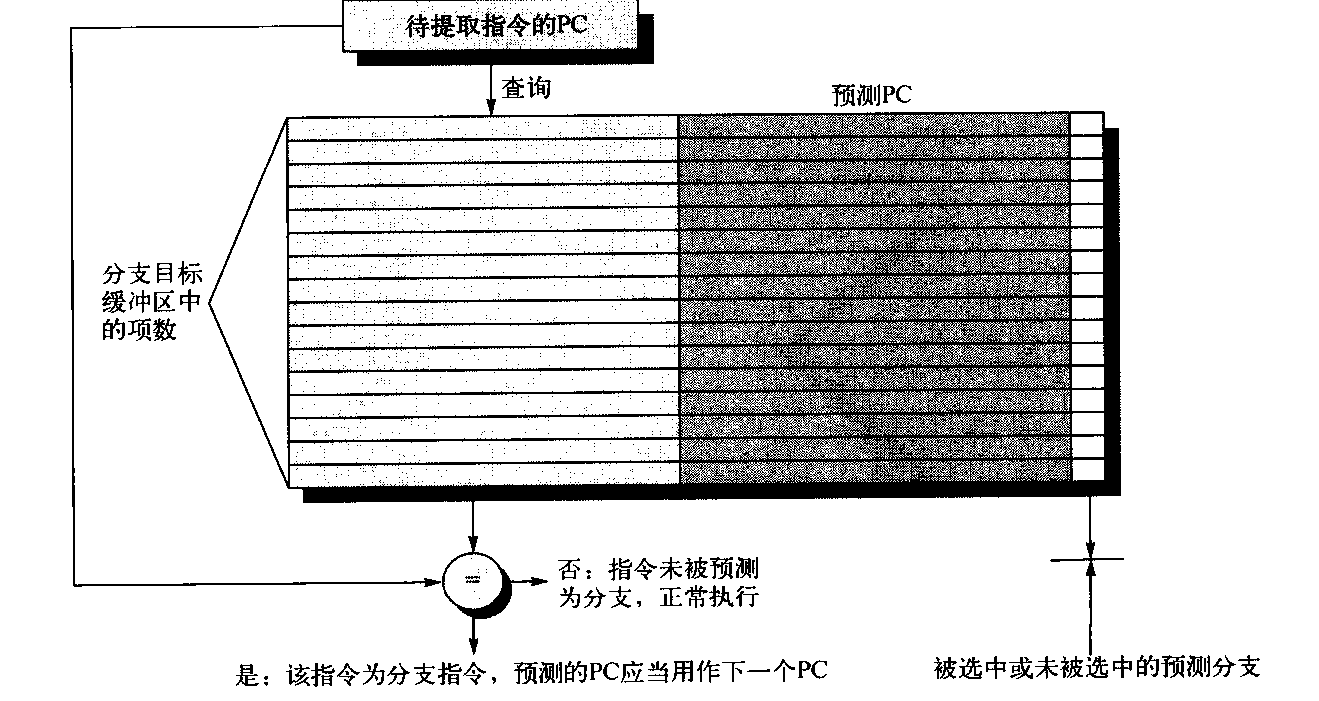 待提取指令的PC
查询
预测PC
分支目标
缓冲区中
的项数
=
否：指令未被预测
为分支，正常执行
是：该指令为分支指令，预测的PC应当用作下一个PC
被选中或未被选中的预测分支